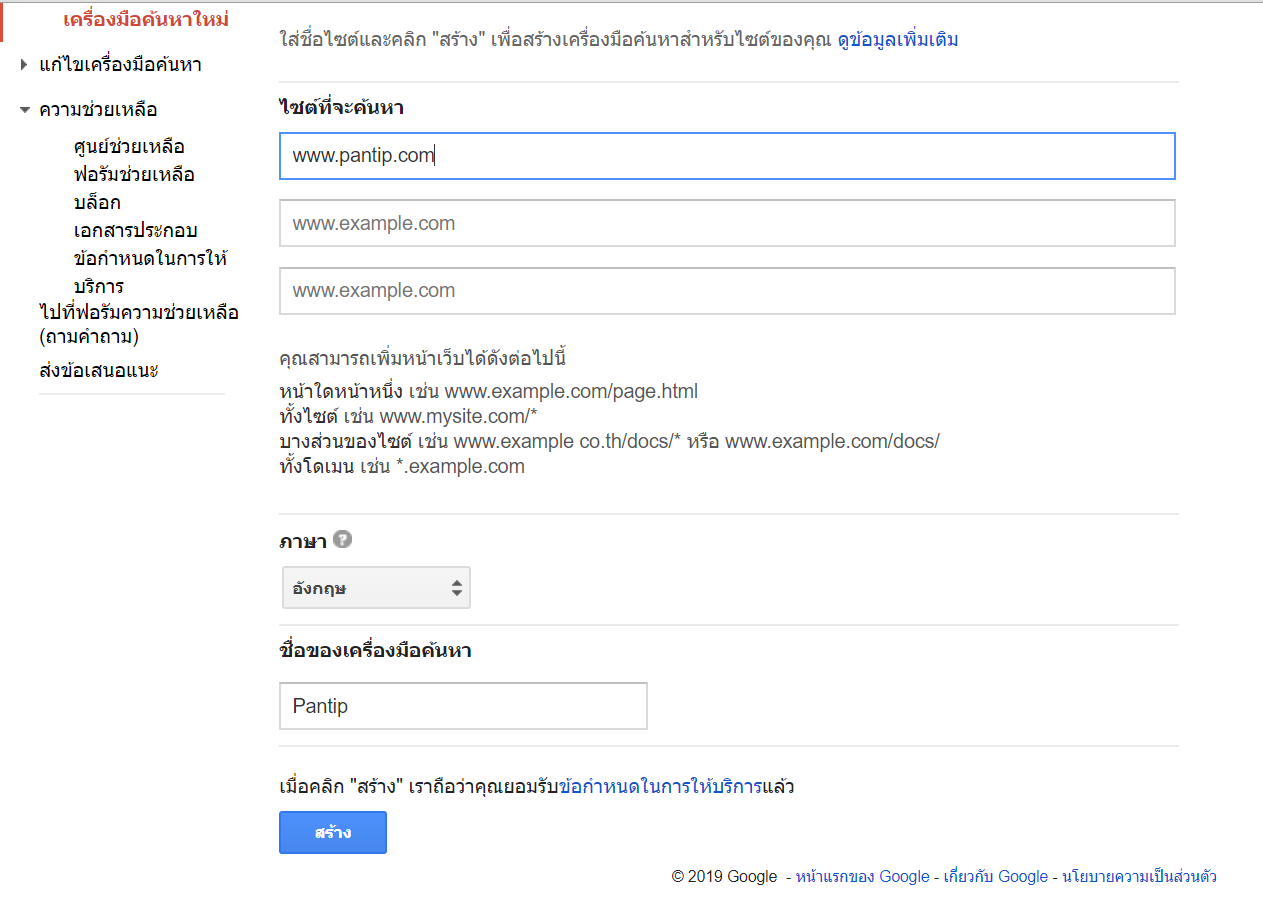 เครื่องมือค้นหาใหม่
แก้ไขเครื่องมือค้นหา
ความช่วยเหลือ
ศูนย์ช่วยเหลือ
ฟอรัมช่วยเหลือ
บล็อก
เอกสารประกอบ
ข้อกำหนดในการให้
บริการ
ไปที่ฟอรัมความช่วยเหลือ
(ถามคำถาม)
ส่งข้อเสนอแนะ
ใส่ชื่อไซต์และคลิก "สร้าง" เพื่อสร้างเครื่องมือค้นหาสำหรับไซต์ของคุณ ดูข้อมูลเพิ่มเติม
ไซต์ที่จะค้นหา
www.pantip.com
www.example.com
www.example.com
คุณสามารถเพิ่มหน้าเว็บได้ดังต่อไปนี้
หน้าใดหน้าหนึ่ง เช่น www.example.com/page.html
ทั้งไซต์ เช่น www.mysite.com/*
บางส่วนของไซต์ เช่น www.example co.th/docs/* หรือ www.example.com/docs/
ทั้งโดเมน เช่น *.example.com
ภาษา ?
อังกฤษ
ชื่อของเครื่องมือค้นหา
Pantip
เมื่อคลิก "สร้าง" เราถือว่าคุณยอมรับข้อกำหนดในการให้บริการแล้ว
สร้าง
© 2019 Google - หน้าแรกของ Google - เกี่ยวกับ Google - นโยบายความเป็นส่วนตัว